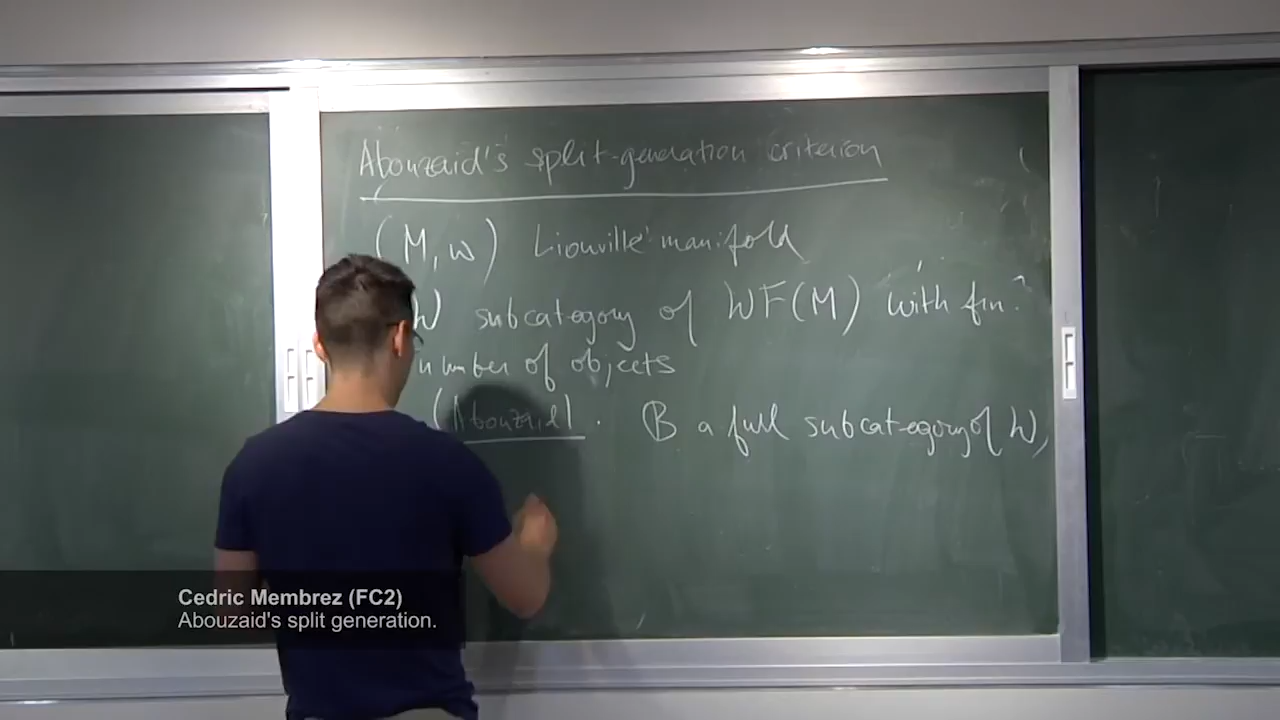 Abouzaid's split-generation criterion
(M, ω) Liouville manifold
W subcategory of WF(M) with fin.
number of objects
(Abouzaid). B a full subcategory of W,
Cedric Membrez (FC2)
Abouzaid's split generation.